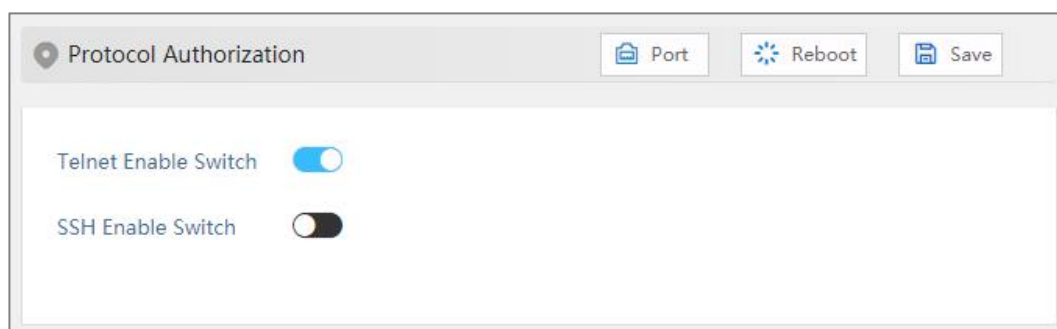 Protocol Authorization Port Reboot Save
Telnet Enable Switch
SSH Enable Switch